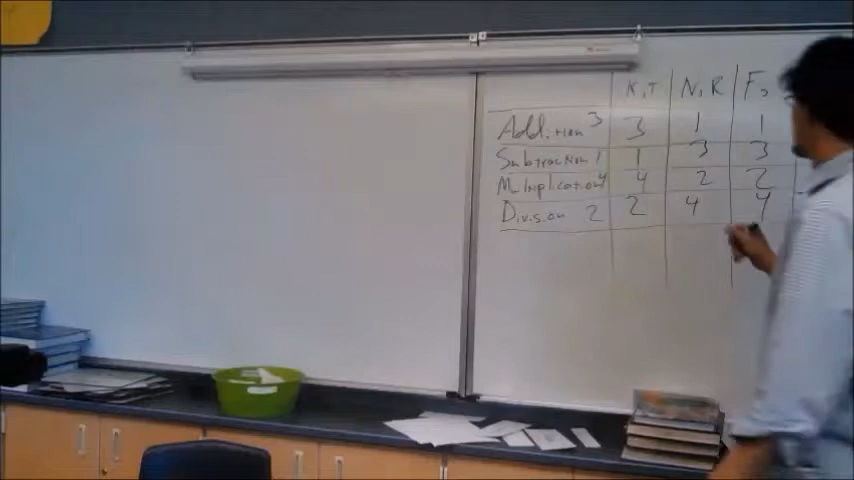 K, T N, R F,
Addition 3 3 1 1
Subtraction 1 1 3 3
Multiplication 4 4 2 2
Division 2 2 4 4